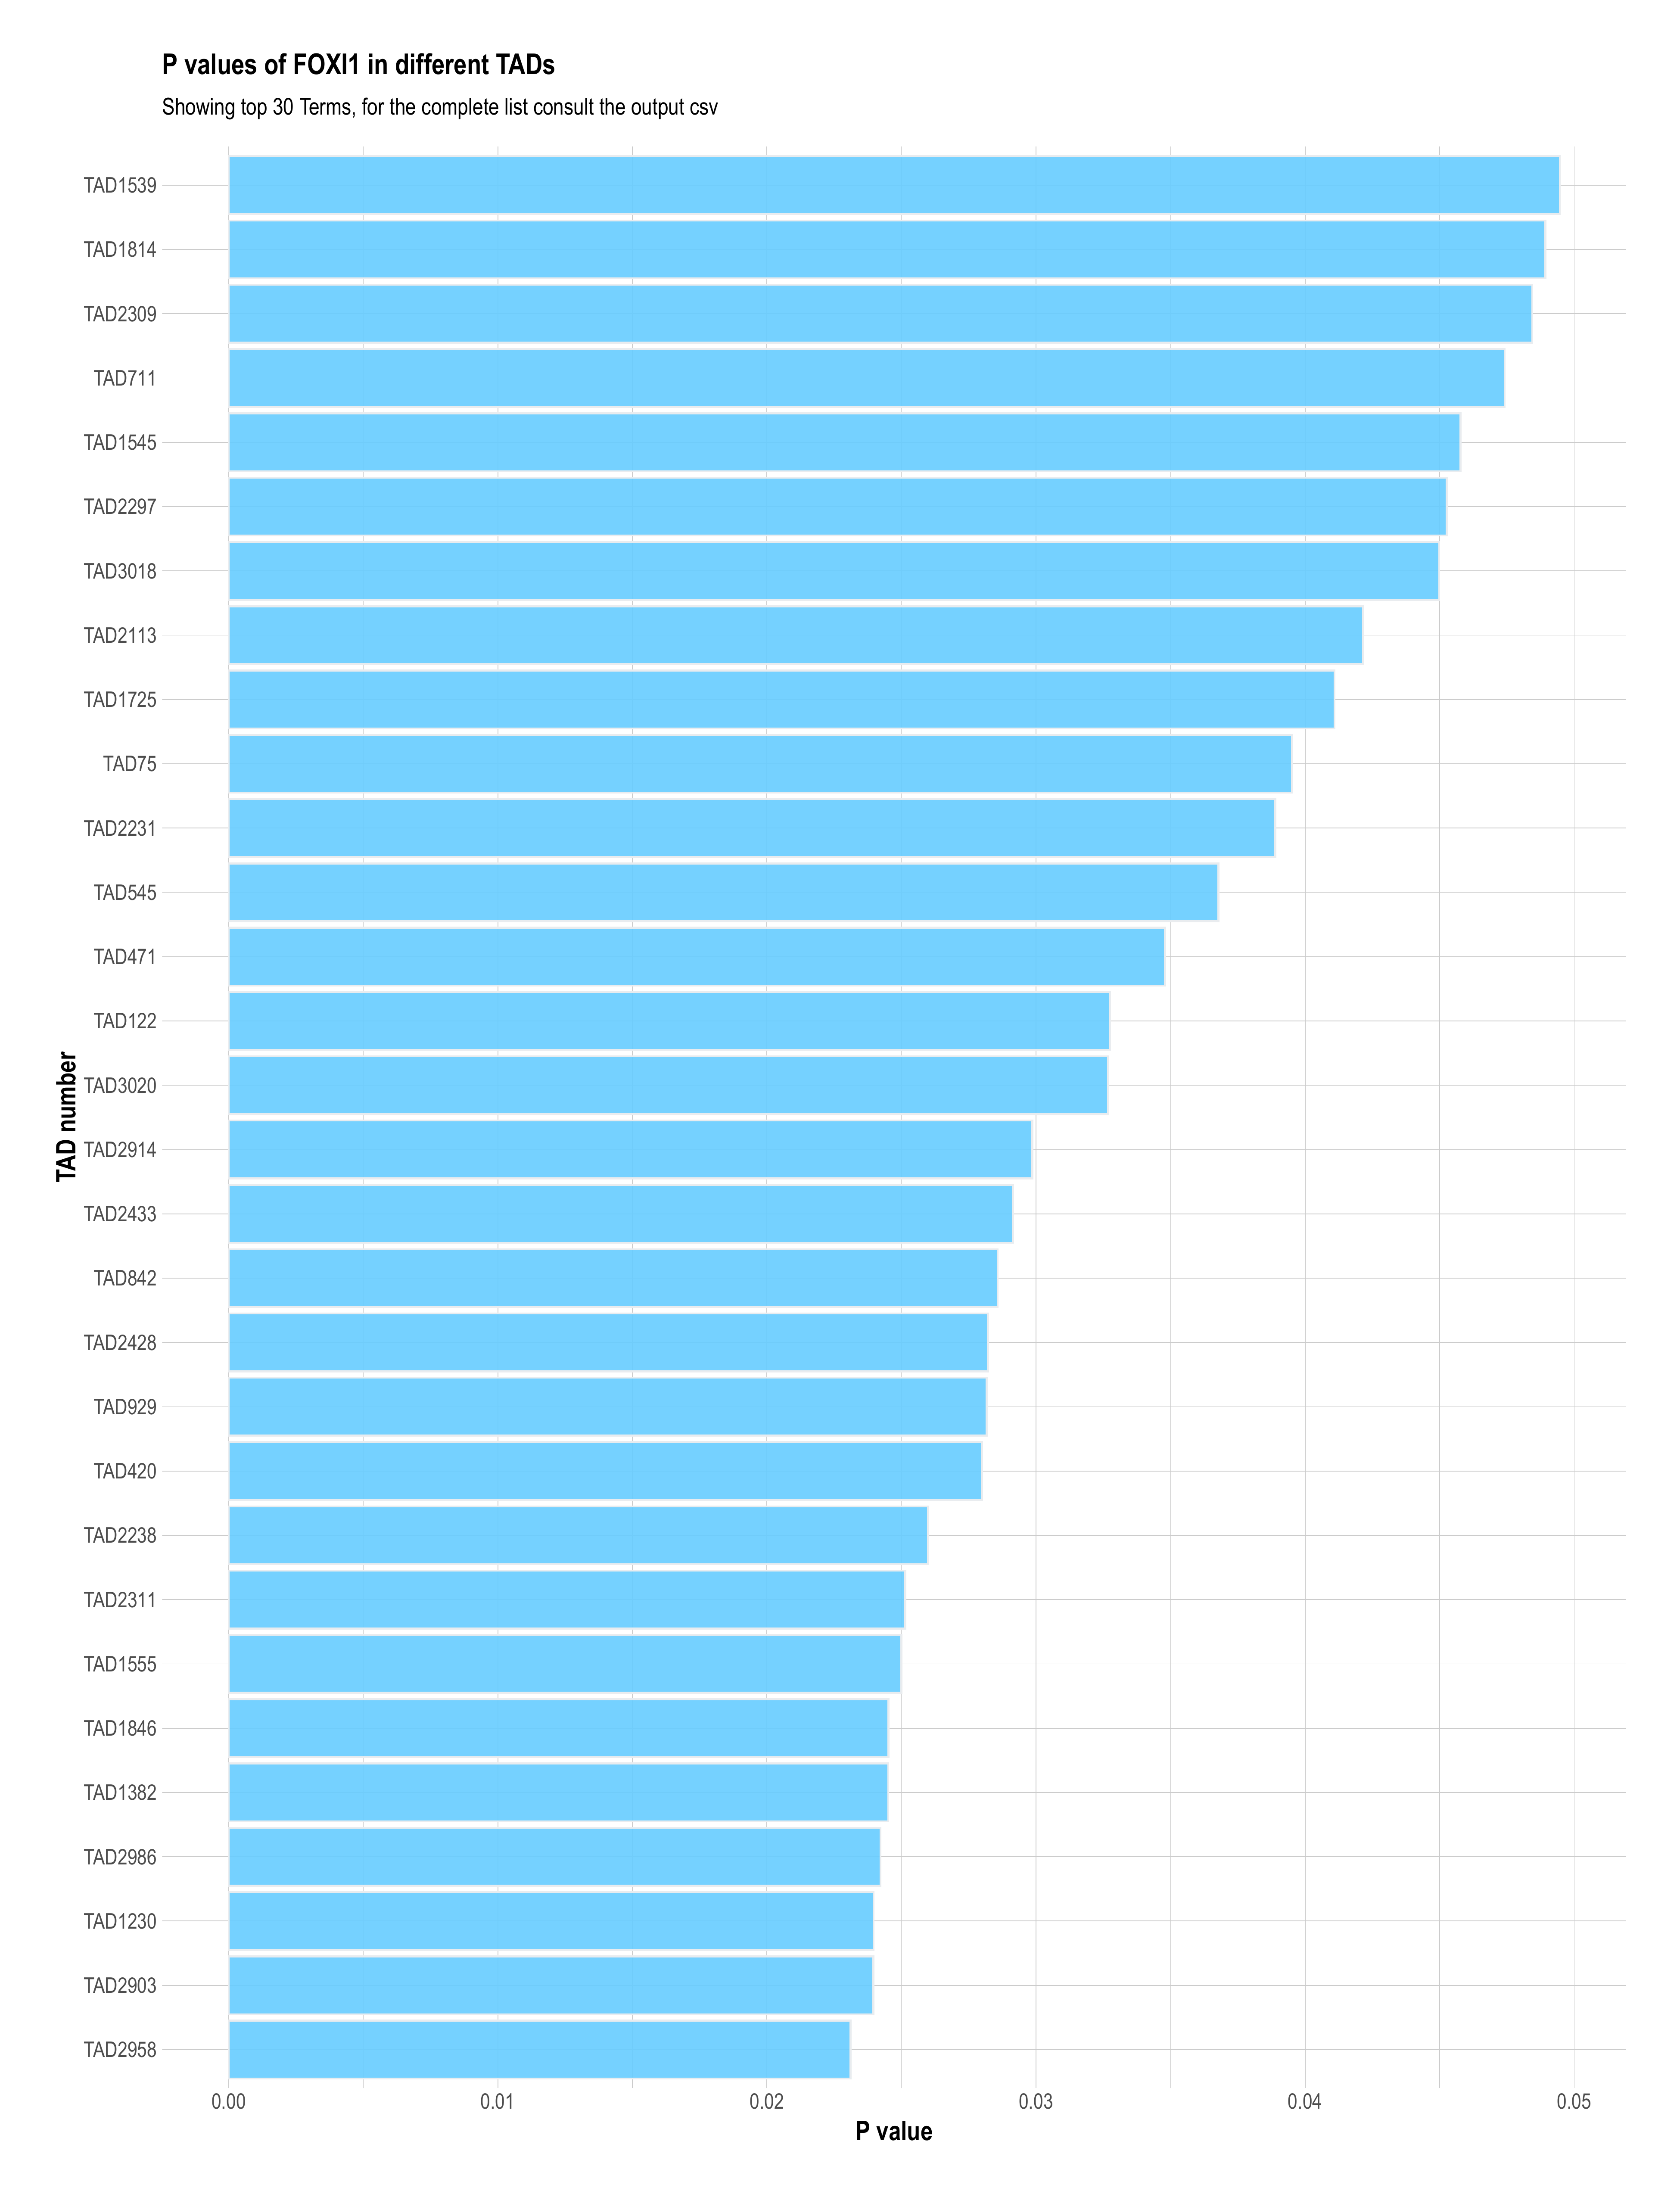 P values of FOXI1 in different TADs
Showing top 30 Terms, for the complete list consult the output csv
TAD number
TAD1539
TAD1814
TAD2309
TAD711
TAD1545
TAD2297
TAD3018
TAD2113
TAD1725
TAD75
TAD2231
TAD545
TAD471
TAD122
TAD3020
TAD2914
TAD2433
TAD842
TAD2428
TAD929
TAD420
TAD2238
TAD2311
TAD1555
TAD1846
TAD1382
TAD2986
TAD1230
TAD2903
TAD2958
0.00 0.01 0.02 0.03 0.04 0.05
P value